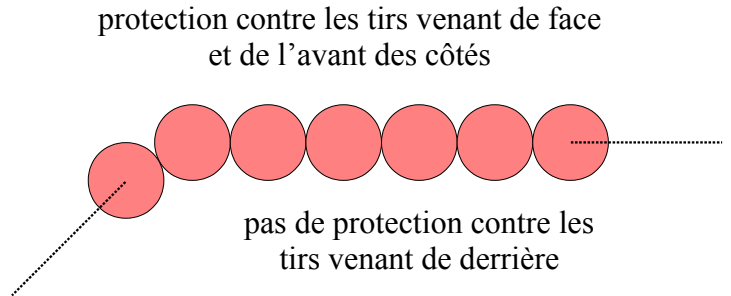 protection contre les tirs venant de face
et de l’avant des côtés
pas de protection contre les
tirs venant de derrière